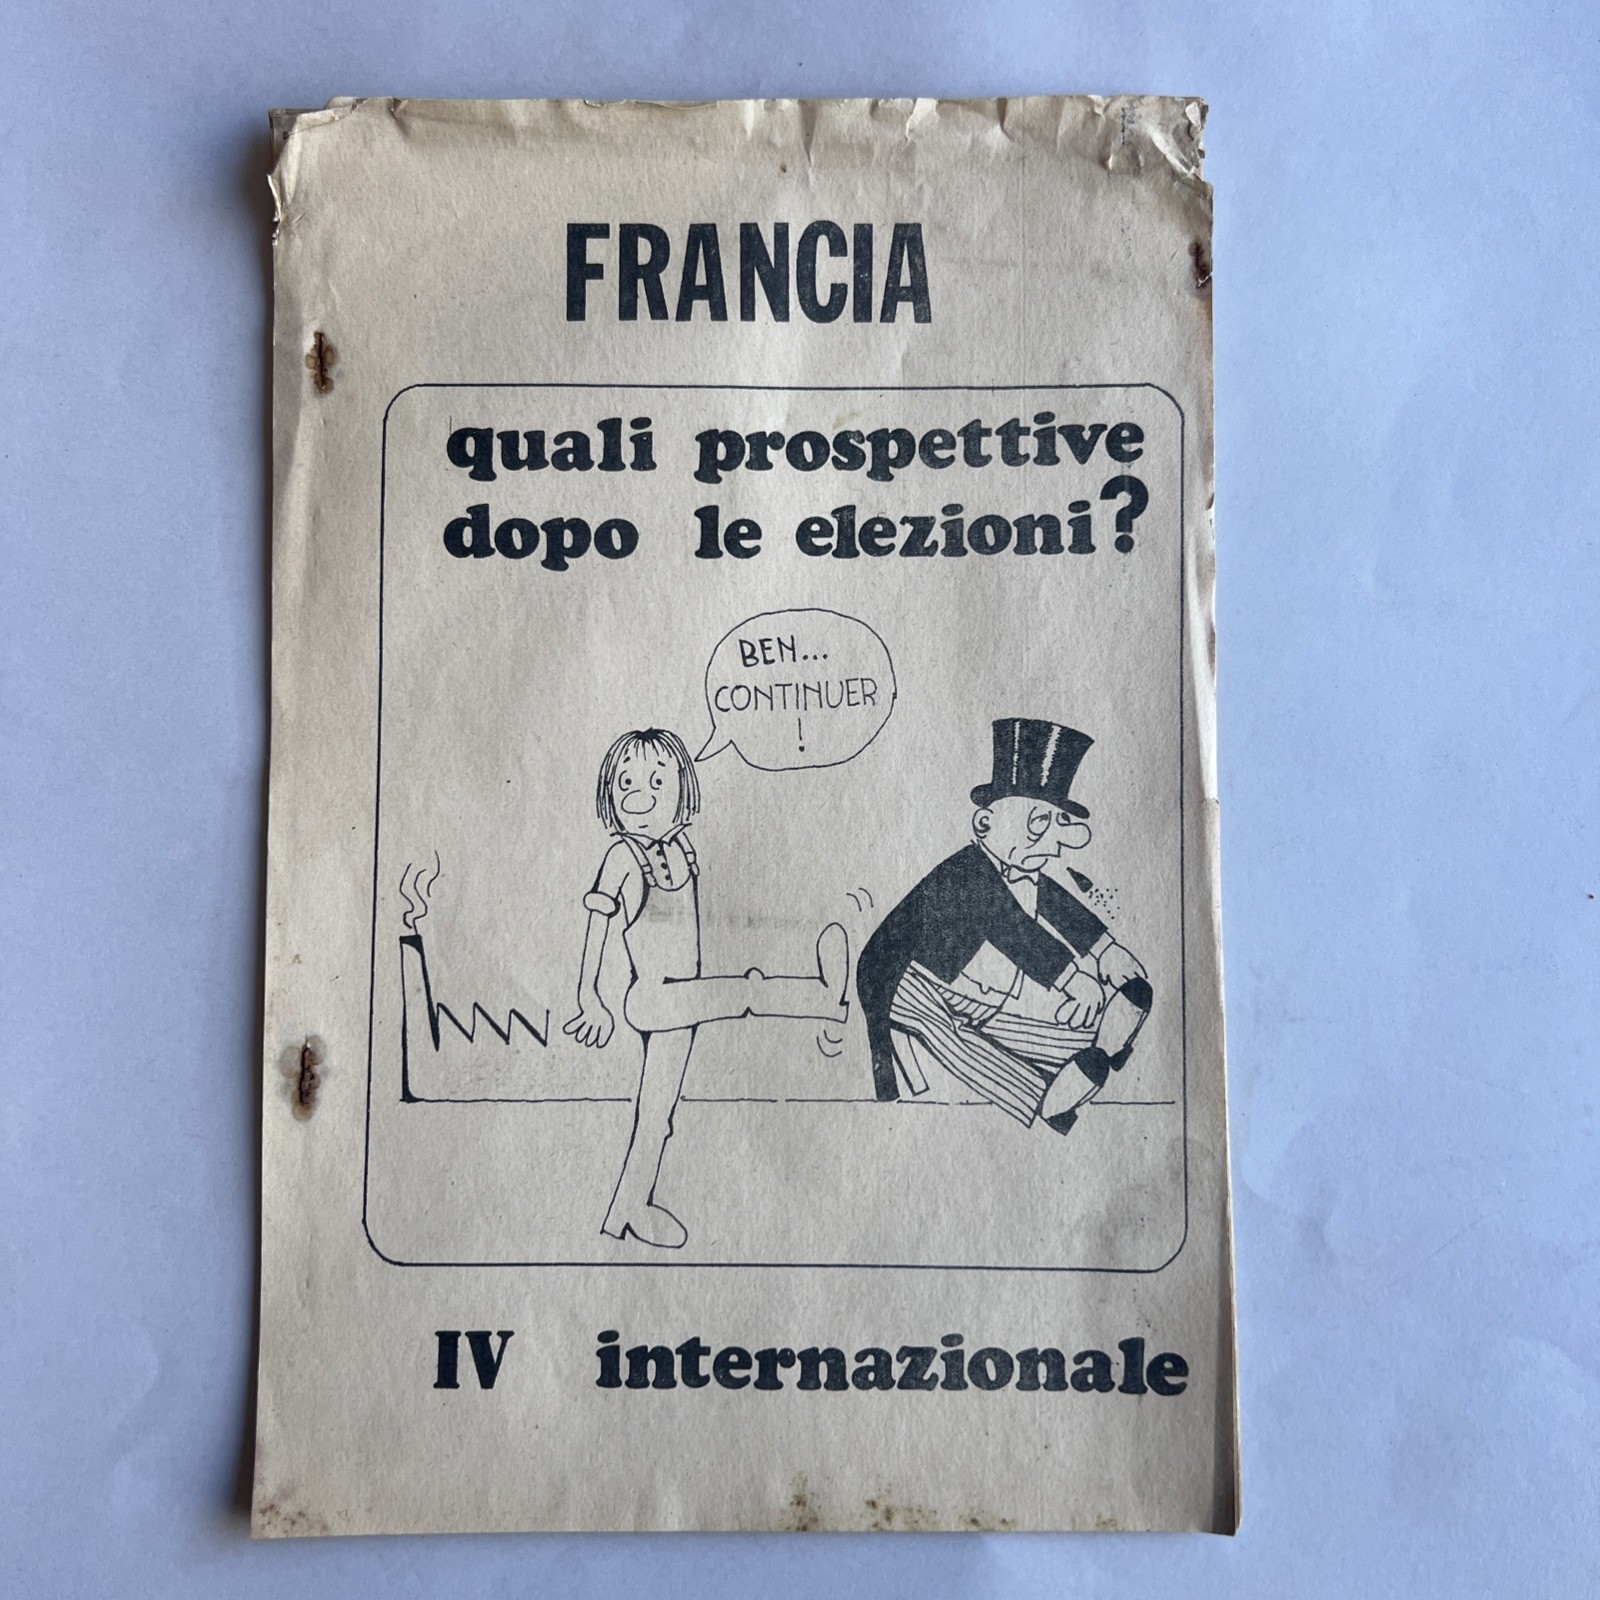 FRANCIA
quali prospettive
dopo le elezioni?
BEN...
CONTINUER
!
IV internazionale